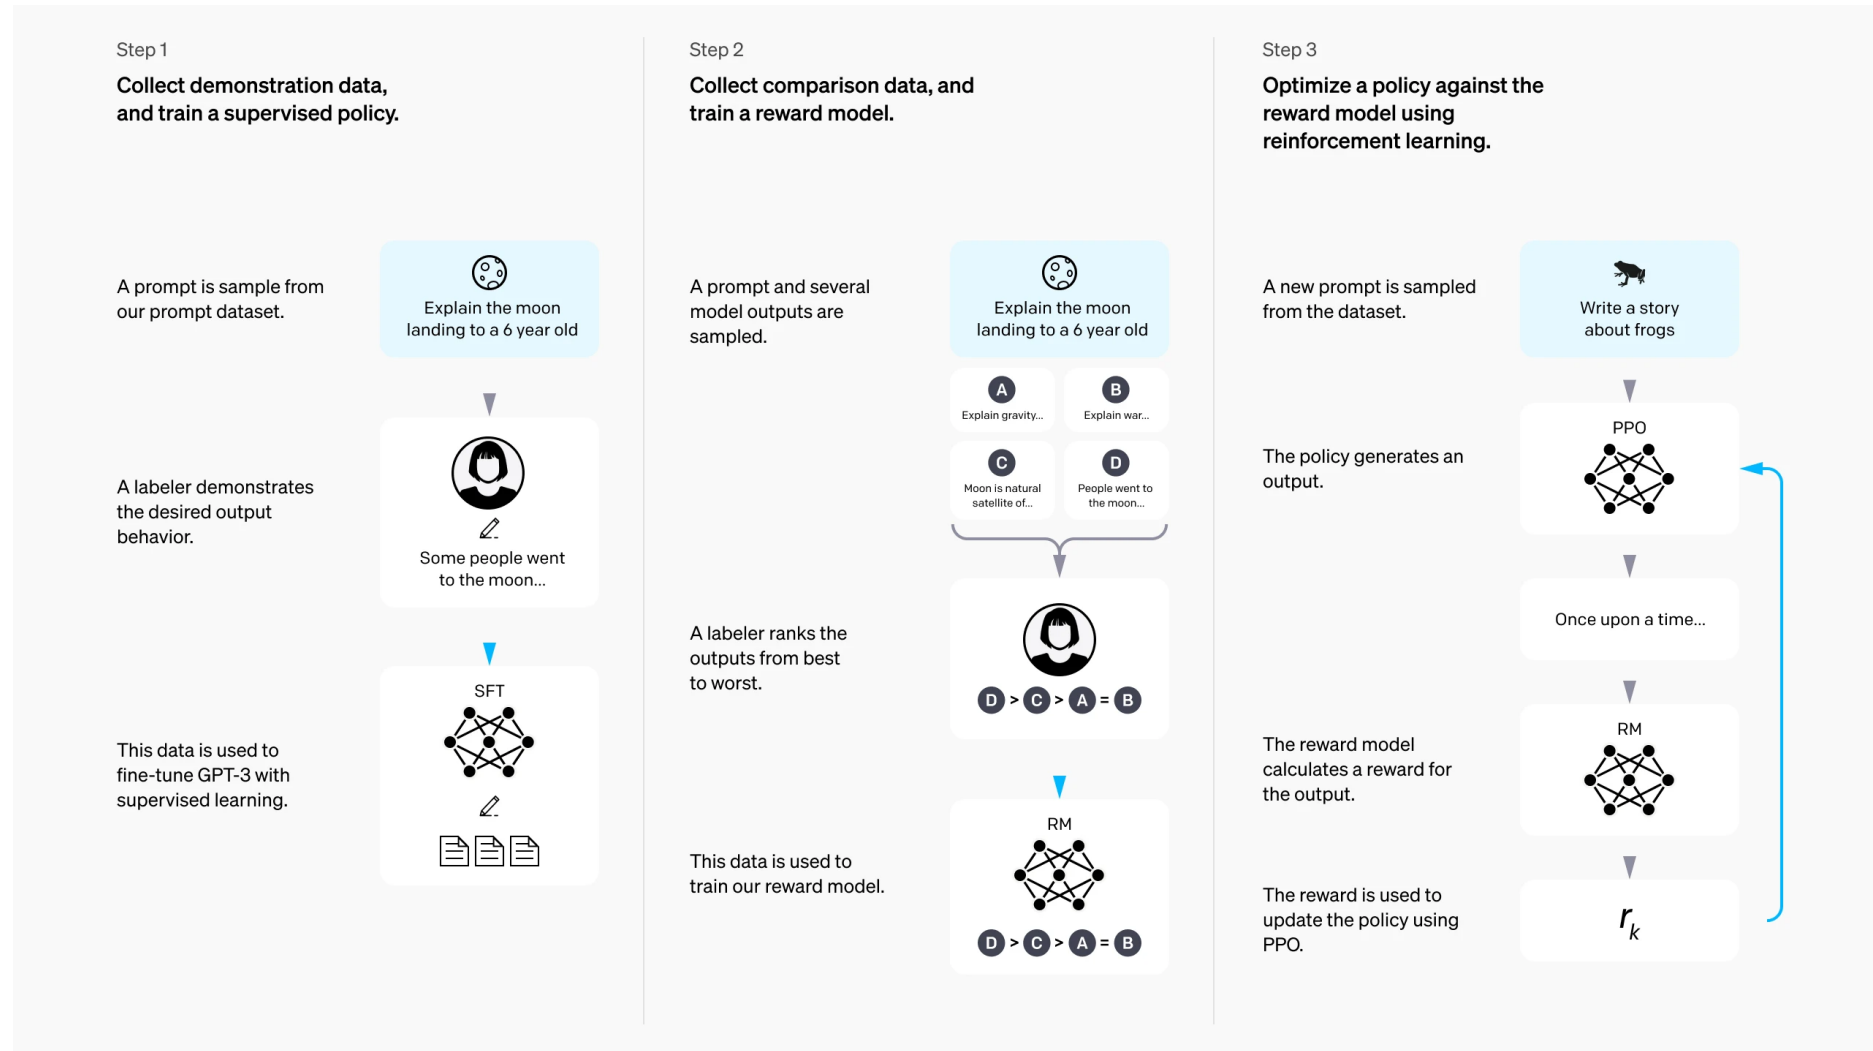 Step 1
Collect demonstration data,
and train a supervised policy.
A prompt is sample from
our prompt dataset.
Explain the moon
landing to a 6 year old
A labeler demonstrates
the desired output
behavior.
Some people went
to the moon...
This data is used to
fine-tune GPT-3 with
supervised learning.
SFT
Step 2
Collect comparison data, and
train a reward model.
A prompt and several
model outputs are
sampled.
Explain the moon
landing to a 6 year old
A
Explain gravity...
B
Explain war...
C
Moon is natural
satellite of...
D
People went to
the moon...
A labeler ranks the
outputs from best
to worst.
D > C > A = B
This data is used to
train our reward model.
RM
D > C > A = B
Step 3
Optimize a policy against the
reward model using
reinforcement learning.
A new prompt is sampled
from the dataset.
Write a story
about frogs
The policy generates an
output.
PPO
Once upon a time...
The reward model
calculates a reward for
the output.
RM
The reward is used to
update the policy using
PPO.
rk